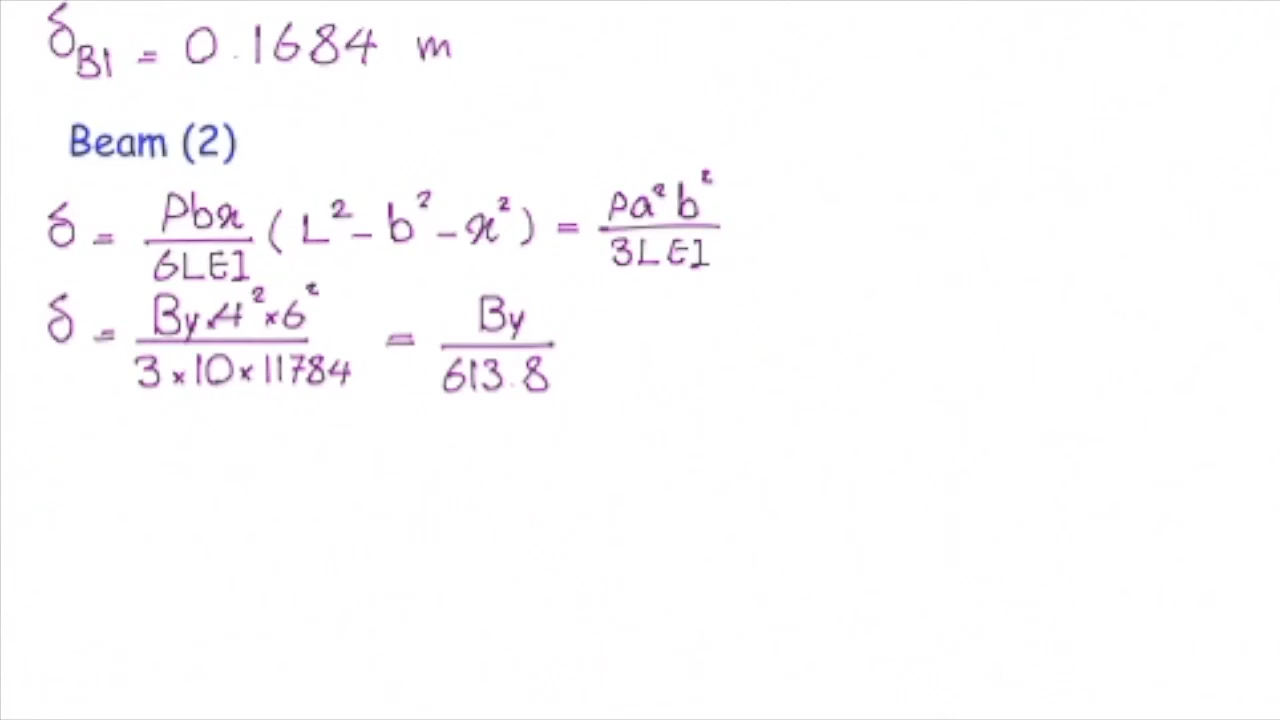 δB1 = 0.1684 m
Beam (2)
δ = Pbx/6LEI (L² - b² - x²) = Pa²b²/3LEI
δ = By×4²×6²/3×10×11784 = By/613.8